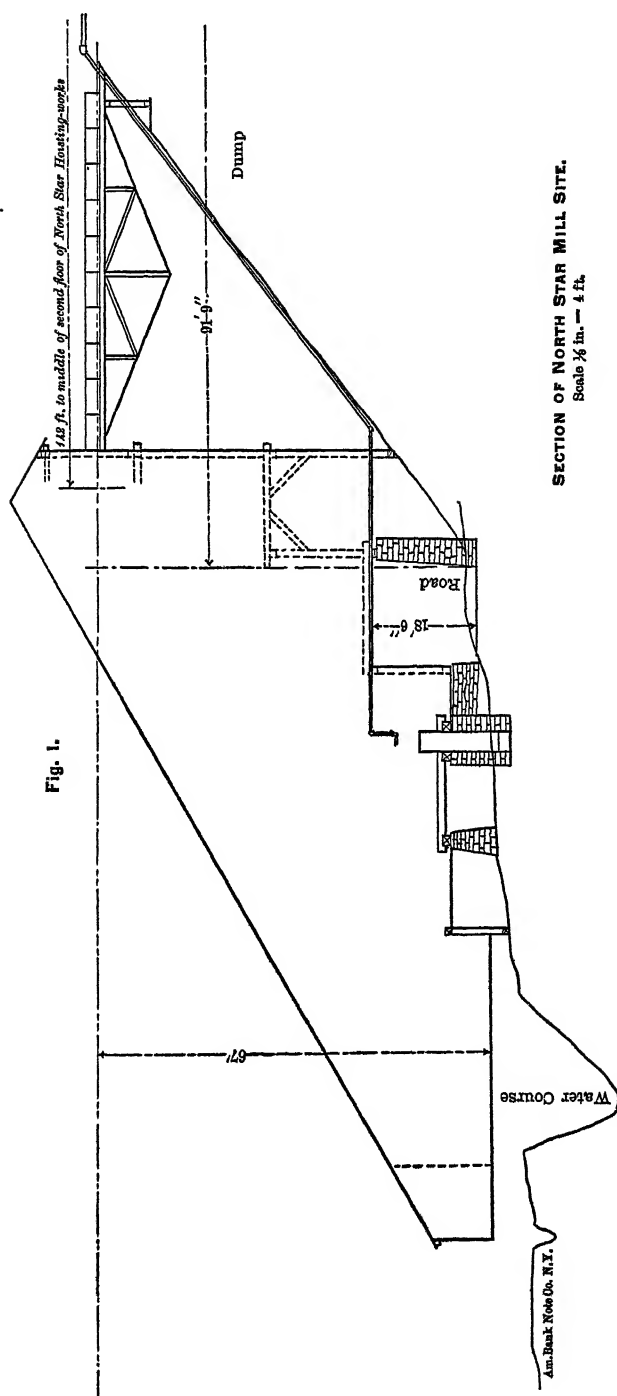 Fig. 1.
142 ft. to middle of second floor of North Star Hoisting-works
91'9"
Dump
Road
18'6"
67'
Water Course
SECTION OF NORTH STAR MILL SITE.
Scale ⅛ in. = 4 ft.
Am. Bank Note Co. N.Y.